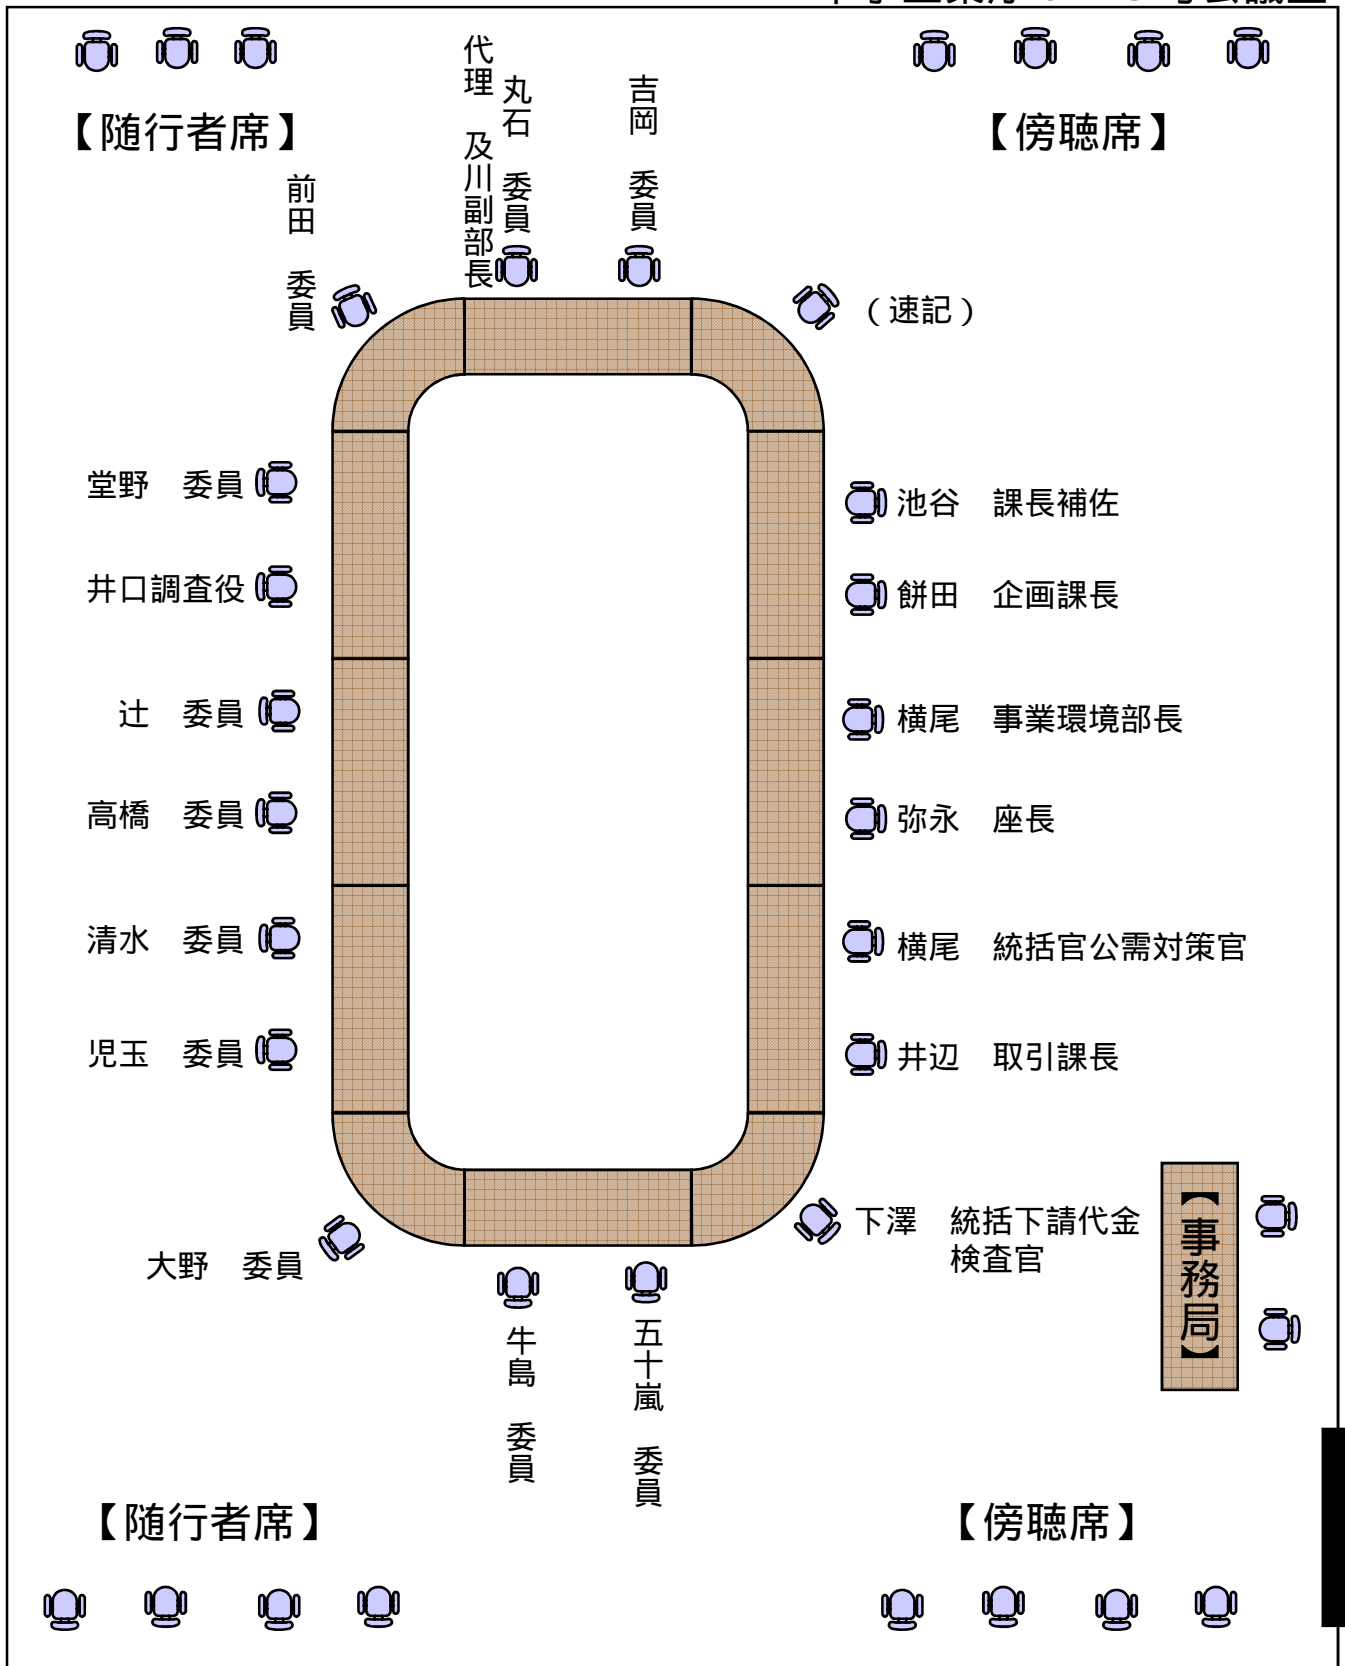 【随行者席】
【傍聴席】
前田　委員
代理　及川副部長
丸石　委員
吉岡　委員
（速記）
堂野　委員
井口調査役
辻　委員
高橋　委員
清水　委員
児玉　委員
大野　委員
牛島　委員
五十嵐　委員
池谷　課長補佐
餅田　企画課長
横尾　事業環境部長
弥永　座長
横尾　統括官公需対策官
井辺　取引課長
下澤　統括下請代金
検査官
【事務局】
【随行者席】
【傍聴席】